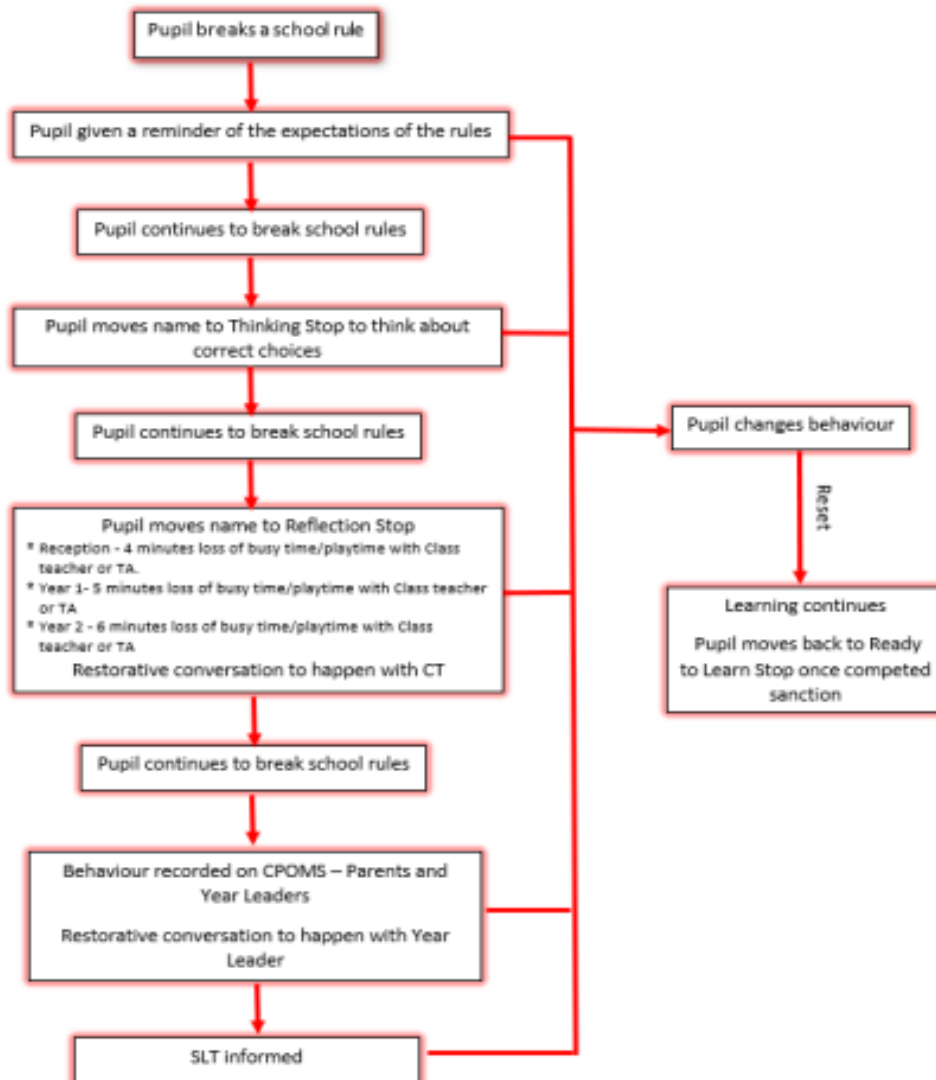 Pupil breaks a school rule
Pupil given a reminder of the expectations of the rules
Pupil continues to break school rules
Pupil moves name to Thinking Stop to think about
correct choices
Pupil continues to break school rules
Pupil moves name to Reflection Stop
* Reception - 4 minutes loss of busy time/playtime with Class
teacher or TA.
* Year 1- 5 minutes loss of busy time/playtime with Class teacher
or TA
* Year 2 - 6 minutes loss of busy time/playtime with Class
teacher or TA
Restorative conversation to happen with CT
Pupil continues to break school rules
Behaviour recorded on CPOMS – Parents and
Year Leaders
Restorative conversation to happen with Year
Leader
SLT informed
Pupil changes behaviour
Reset
Learning continues
Pupil moves back to Ready
to Learn Stop once competed
sanction